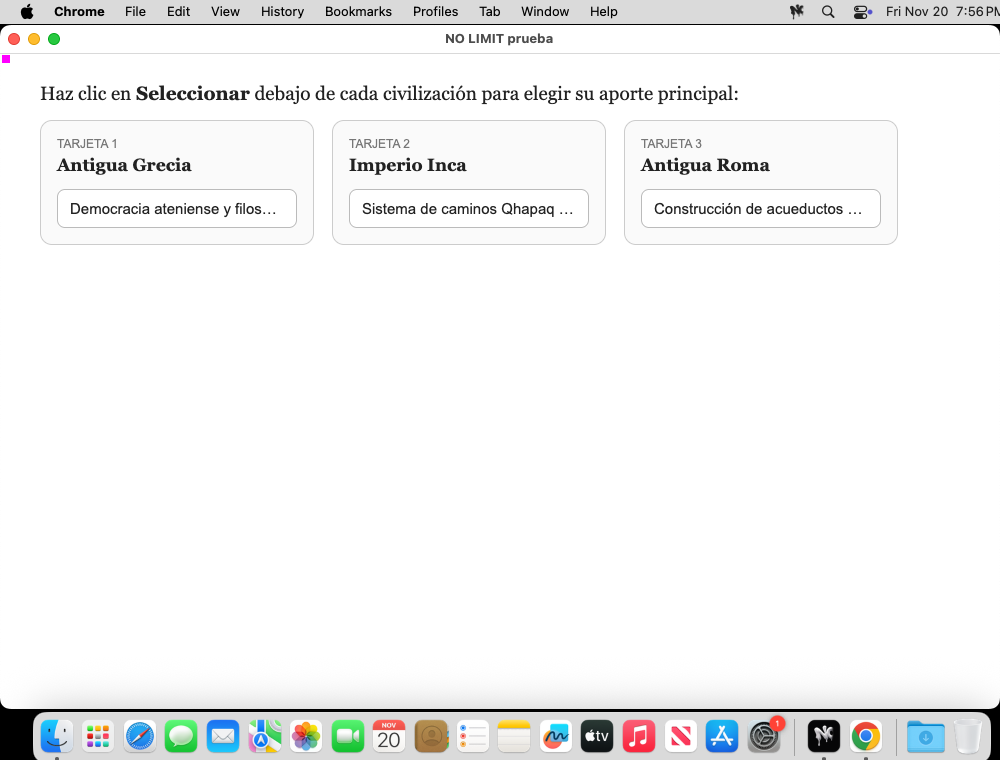 Chrome File Edit View History Bookmarks Profiles Tab Window Help Fri Nov 20 7:56 PM
NO LIMIT prueba
Haz clic en Seleccionar debajo de cada civilización para elegir su aporte principal:
TARJETA 1
Antigua Grecia
Democracia ateniense y filos…
TARJETA 2
Imperio Inca
Sistema de caminos Qhapaq …
TARJETA 3
Antigua Roma
Construcción de acueductos …
NOV
20
tv
1